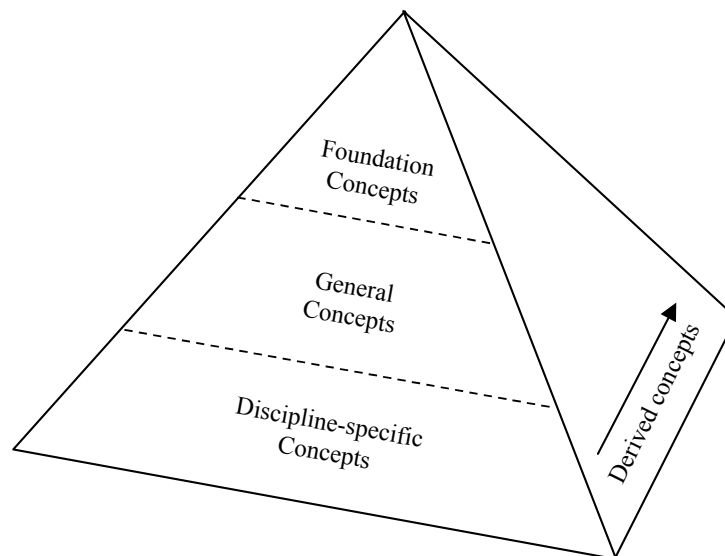 Foundation
Concepts
General
Concepts
Discipline-specific
Concepts
Derived concepts